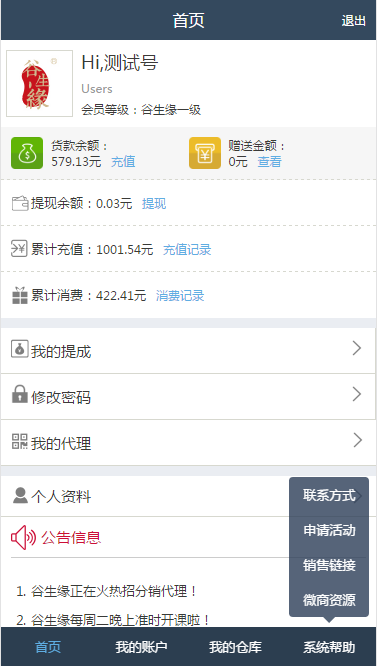 首页
退出
谷生缘
Hi,测试号
Users
会员等级：谷生缘一级
货款余额：
579.13元 充值
赠送金额：
0元 查看
提现余额：0.03元 提现
累计充值：1001.54元 充值记录
累计消费：422.41元 消费记录
我的提成
修改密码
我的代理
个人资料
公告信息
1. 谷生缘正在火热招分销代理！
2. 谷生缘每周二晚上准时开课啦！
联系方式
申请活动
销售链接
微商资源
首页
我的账户
我的仓库
系统帮助